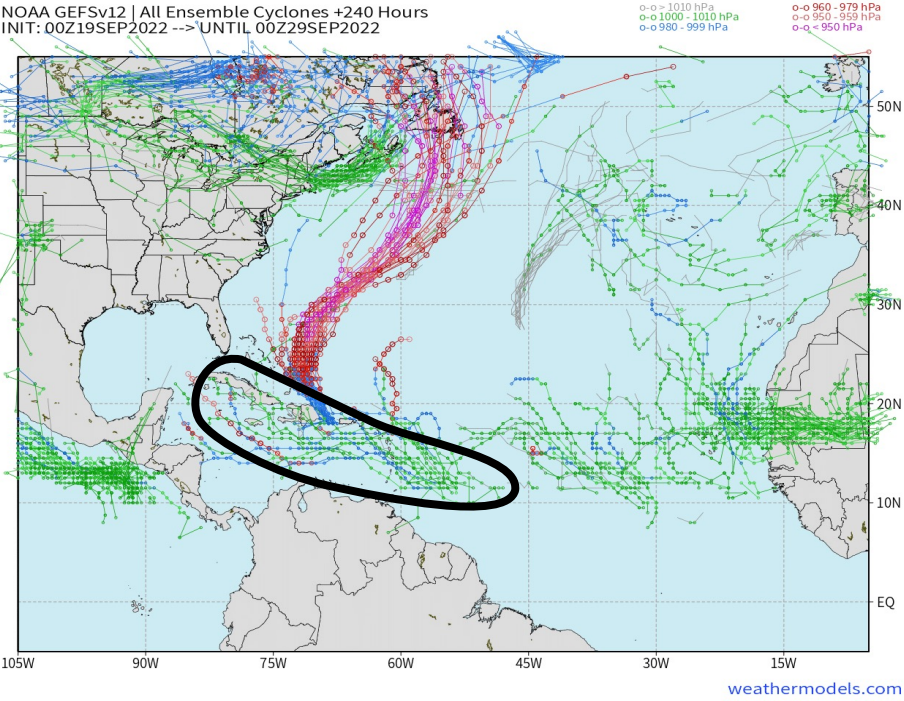 NOAA GEFSv12 | All Ensemble Cyclones +240 Hours
INIT: 00Z19SEP2022 --> UNTIL 00Z29SEP2022
o-o > 1010 hPa
o-o 1000 - 1010 hPa
o-o 980 - 999 hPa
o-o 960 - 979 hPa
o-o 950 - 959 hPa
o-o < 950 hPa
50N
40N
30N
20N
10N
EQ
105W 90W 75W 60W 45W 30W 15W
weathermodels.com